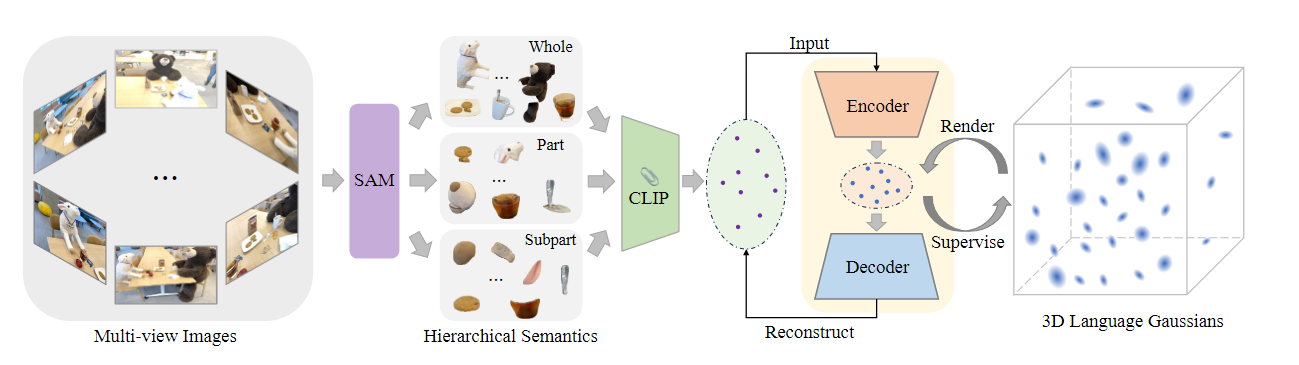 Multi-view Images
...
SAM
Whole
...
Part
...
Subpart
...
Hierarchical Semantics
CLIP
Input
Encoder
Decoder
Reconstruct
Render
Supervise
3D Language Gaussians